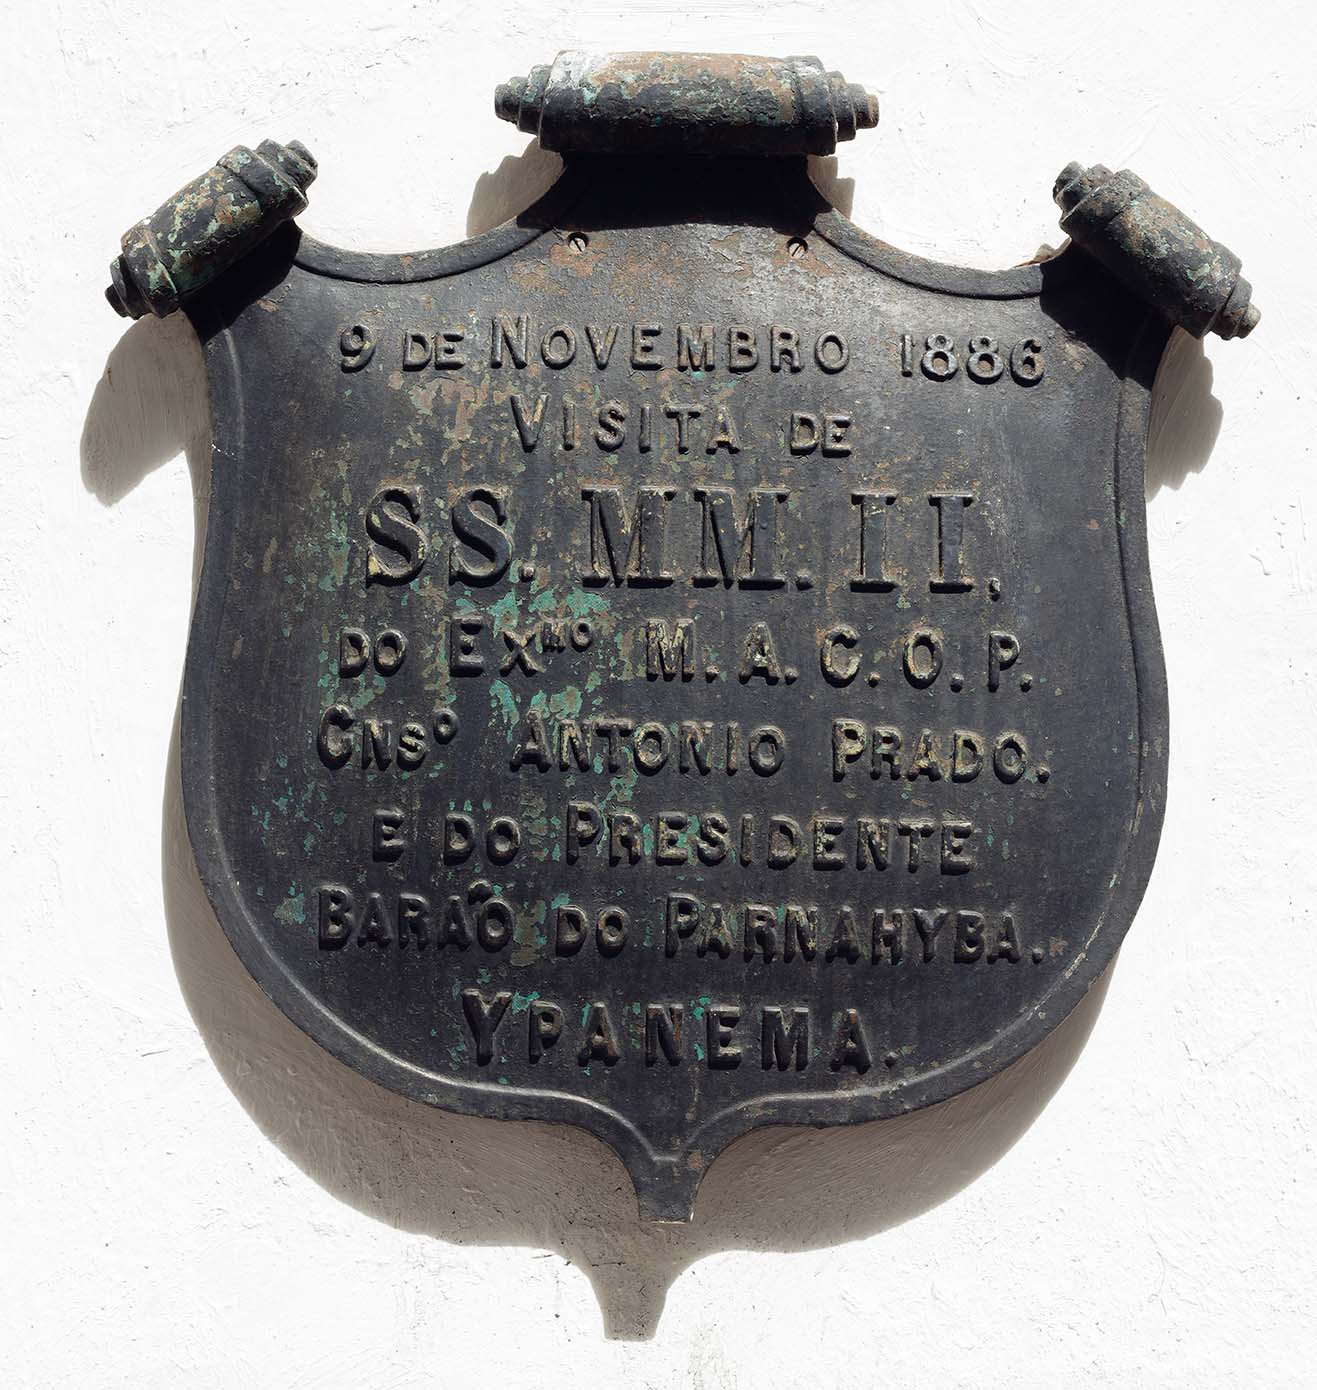 9 DE NOVEMBRO 1886
VISITA DE
SS. MM. II,
DO EXᵐᵒ M. A. C. O. P.
CNSº ANTONIO PRADO.
E DO PRESIDENTE
BARÃO DO PARNAHYBA.
YPANEMA.